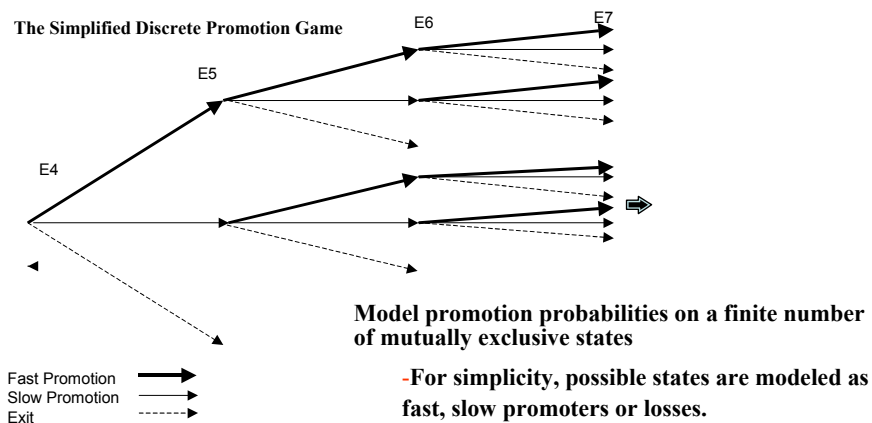 The Simplified Discrete Promotion Game
E4
E5
E6
E7
Model promotion probabilities on a finite number
of mutually exclusive states
-For simplicity, possible states are modeled as
fast, slow promoters or losses.
Fast Promotion
Slow Promotion
Exit